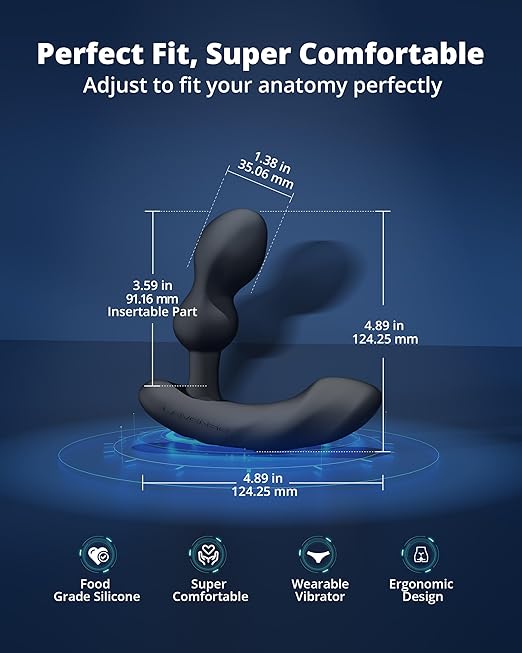 Perfect Fit, Super Comfortable
Adjust to fit your anatomy perfectly
1.38 in
35.06 mm
3.59 in
91.16 mm
Insertable Part
4.89 in
124.25 mm
4.89 in
124.25 mm
Food
Grade Silicone
Super
Comfortable
Wearable
Vibrator
Ergonomic
Design